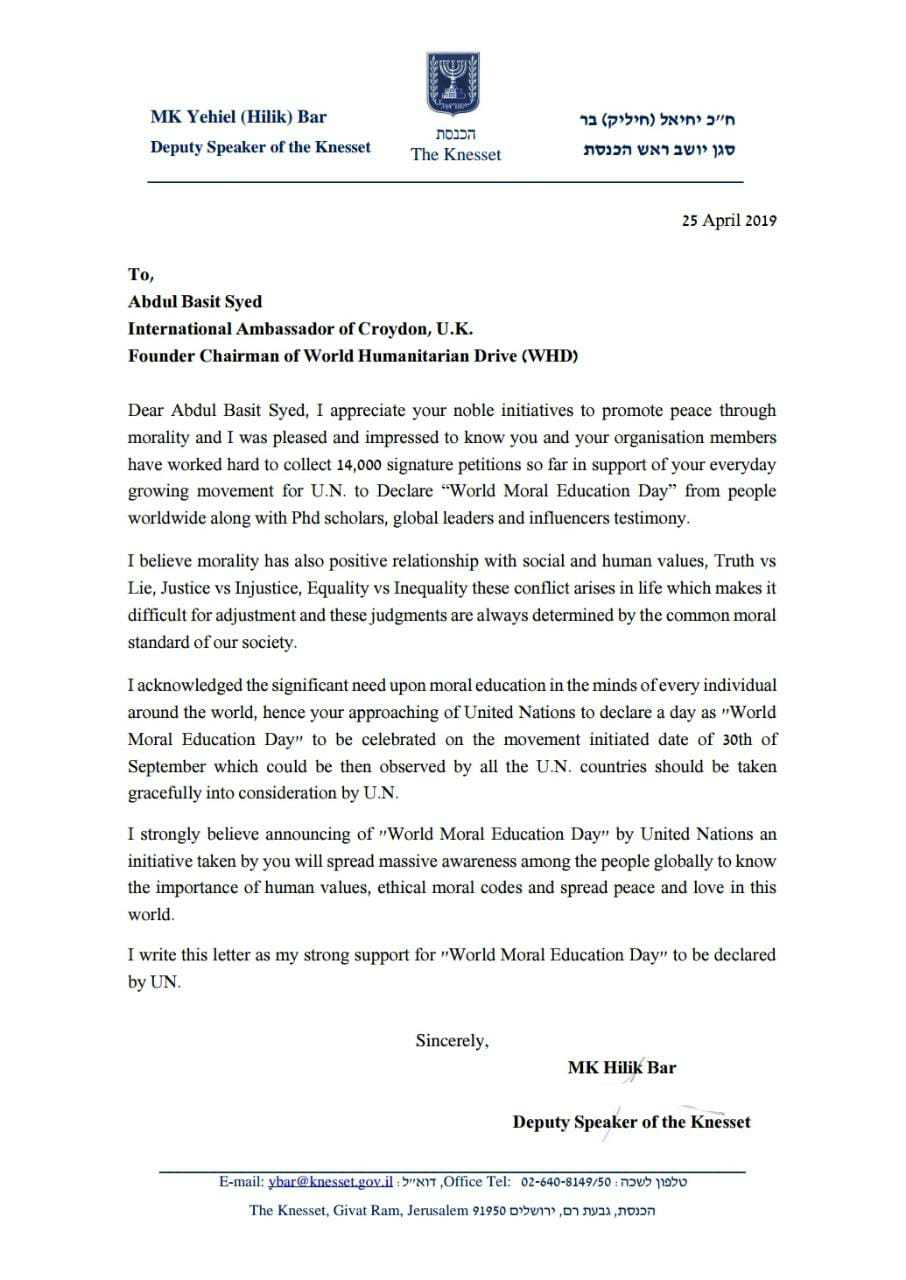 MK Yehiel (Hilik) Bar
Deputy Speaker of the Knesset
הכנסת
The Knesset
ח״כ יחיאל (חיליק) בר
סגן יושב ראש הכנסת
25 April 2019
To,
Abdul Basit Syed
International Ambassador of Croydon, U.K.
Founder Chairman of World Humanitarian Drive (WHD)
Dear Abdul Basit Syed, I appreciate your noble initiatives to promote peace through
morality and I was pleased and impressed to know you and your organisation members
have worked hard to collect 14,000 signature petitions so far in support of your everyday
growing movement for U.N. to Declare “World Moral Education Day” from people
worldwide along with Phd scholars, global leaders and influencers testimony.
I believe morality has also positive relationship with social and human values, Truth vs
Lie, Justice vs Injustice, Equality vs Inequality these conflict arises in life which makes it
difficult for adjustment and these judgments are always determined by the common moral
standard of our society.
I acknowledged the significant need upon moral education in the minds of every individual
around the world, hence your approaching of United Nations to declare a day as ״World
Moral Education Day״ to be celebrated on the movement initiated date of 30th of
September which could be then observed by all the U.N. countries should be taken
gracefully into consideration by U.N.
I strongly believe announcing of ״World Moral Education Day״ by United Nations an
initiative taken by you will spread massive awareness among the people globally to know
the importance of human values, ethical moral codes and spread peace and love in this
world.
I write this letter as my strong support for ״World Moral Education Day״ to be declared
by UN.
Sincerely,
MK Hilik Bar
Deputy Speaker of the Knesset
E-mail: ybar@knesset.gov.il : דוא״ל ,Office Tel: 02-640-8149/50 : טלפון לשכה
The Knesset, Givat Ram, Jerusalem 91950 הכנסת, גבעת רם, ירושלים